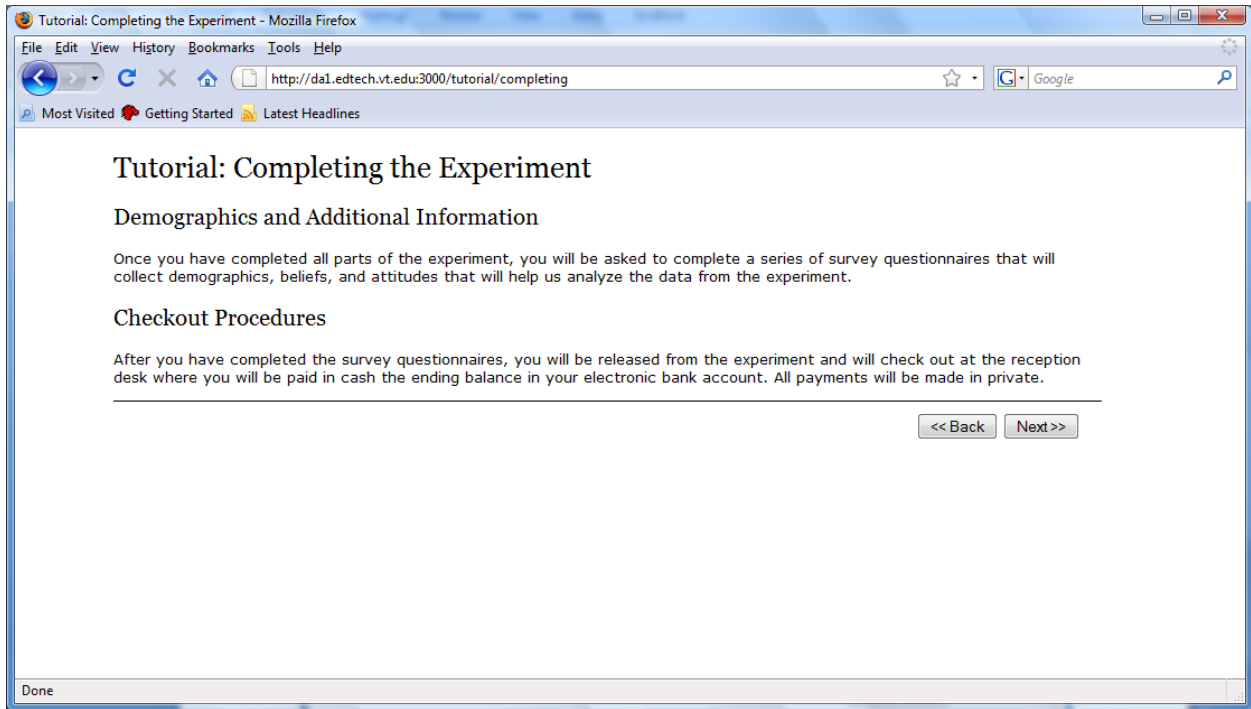 Tutorial: Completing the Experiment - Mozilla Firefox
File Edit View History Bookmarks Tools Help
http://da1.edtech.vt.edu:3000/tutorial/completing
G Google
Most Visited Getting Started Latest Headlines
Tutorial: Completing the Experiment
Demographics and Additional Information
Once you have completed all parts of the experiment, you will be asked to complete a series of survey questionnaires that will
collect demographics, beliefs, and attitudes that will help us analyze the data from the experiment.
Checkout Procedures
After you have completed the survey questionnaires, you will be released from the experiment and will check out at the reception
desk where you will be paid in cash the ending balance in your electronic bank account. All payments will be made in private.
<< Back Next >>
Done